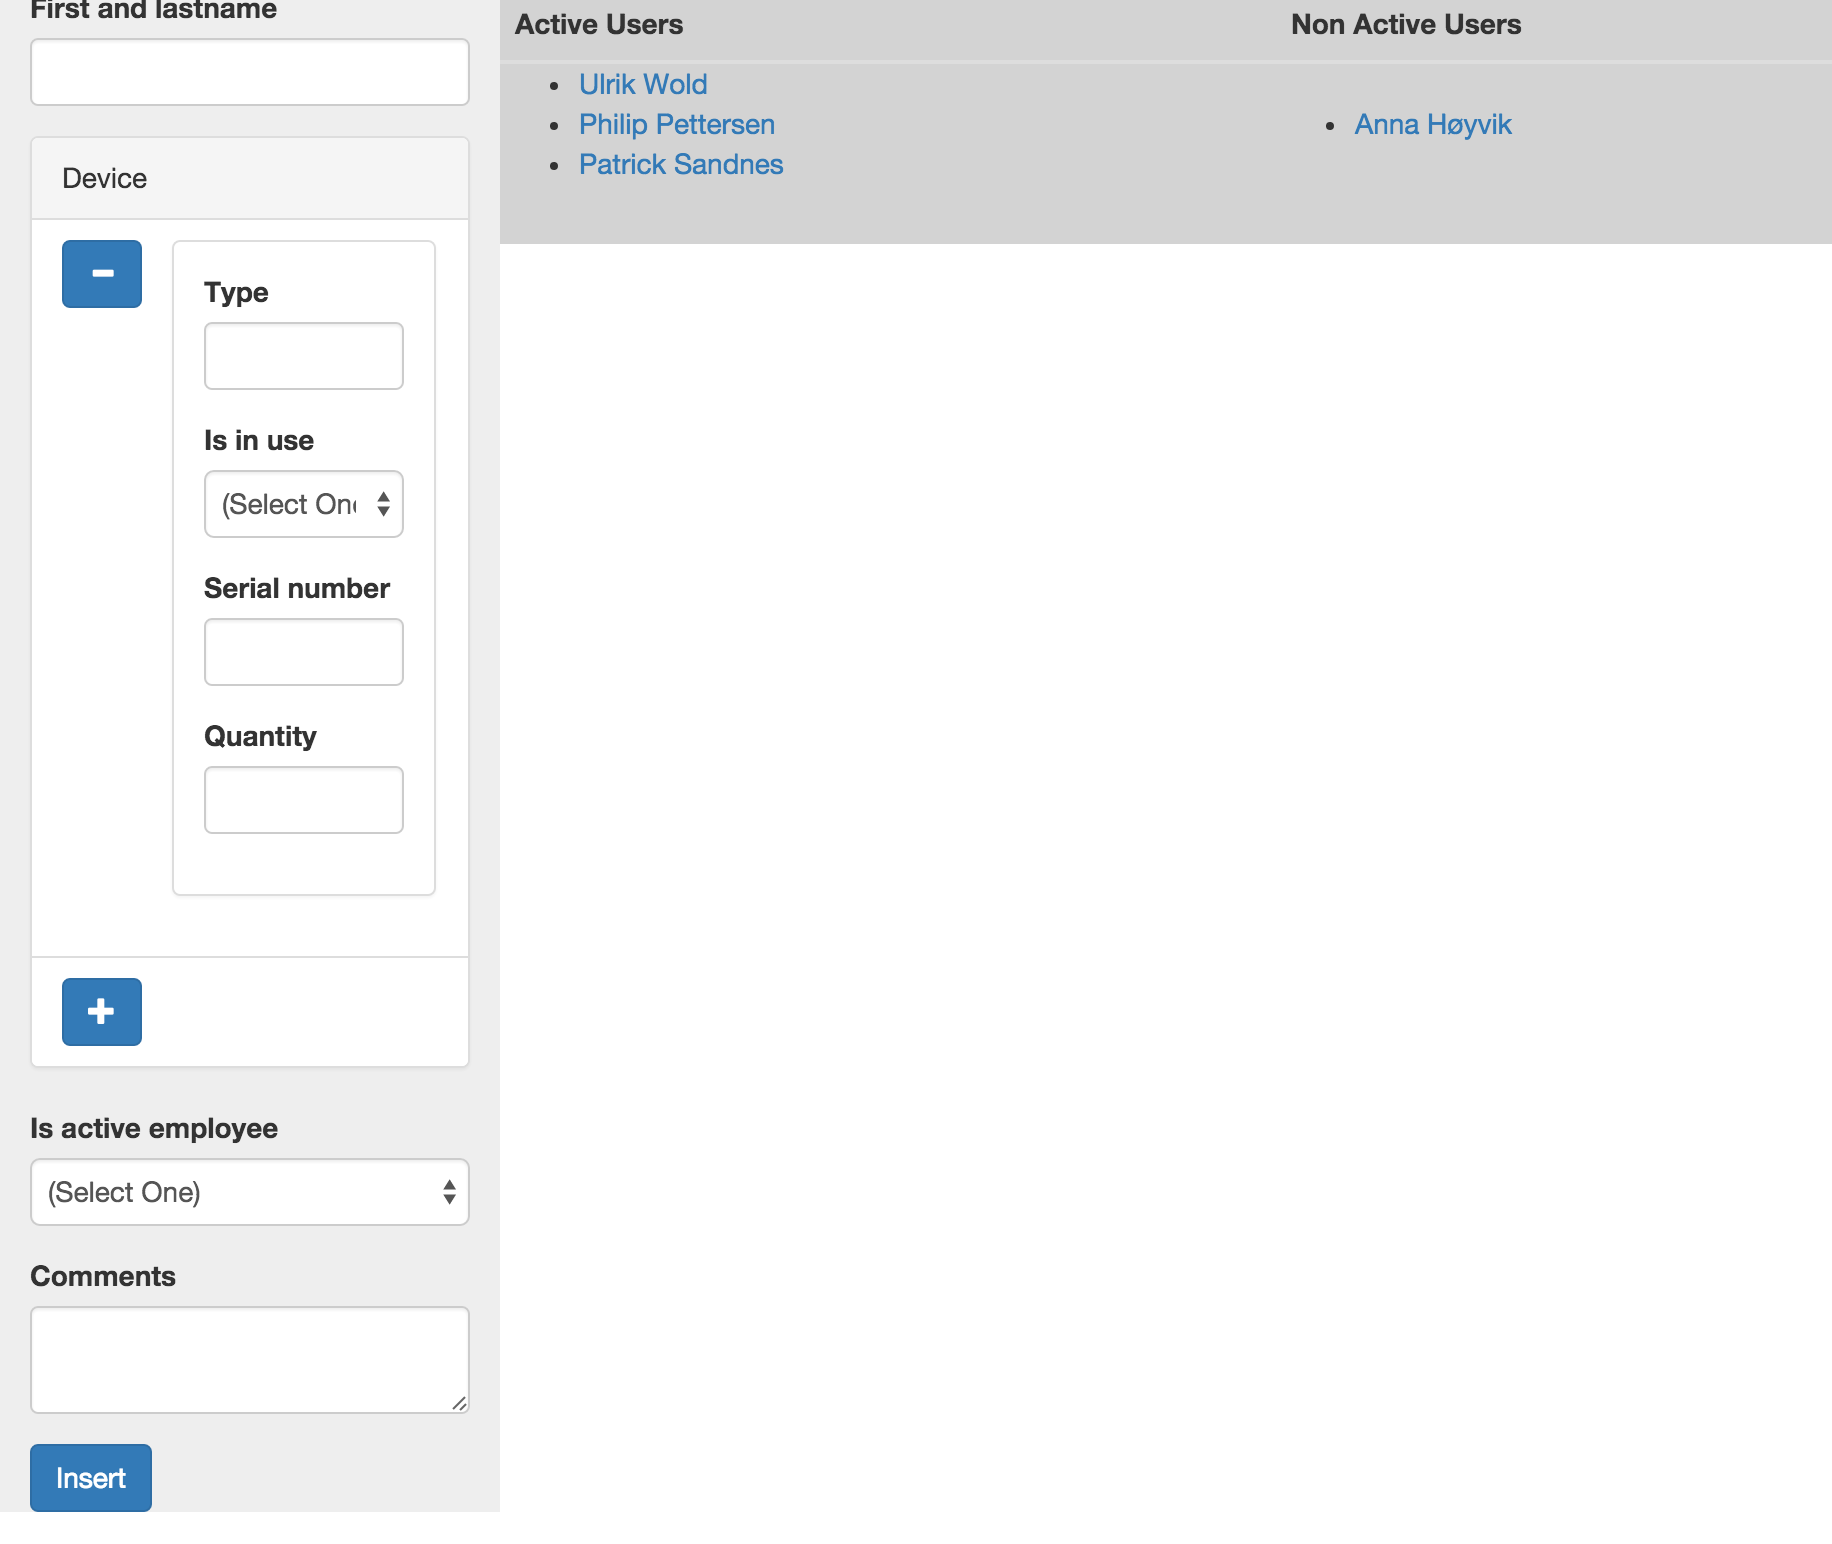 First and lastname
Device
Type
Is in use
(Select One
Serial number
Quantity
Is active employee
(Select One)
Comments
Insert
Active Users
Ulrik Wold
Philip Pettersen
Patrick Sandnes
Non Active Users
Anna Høyvik